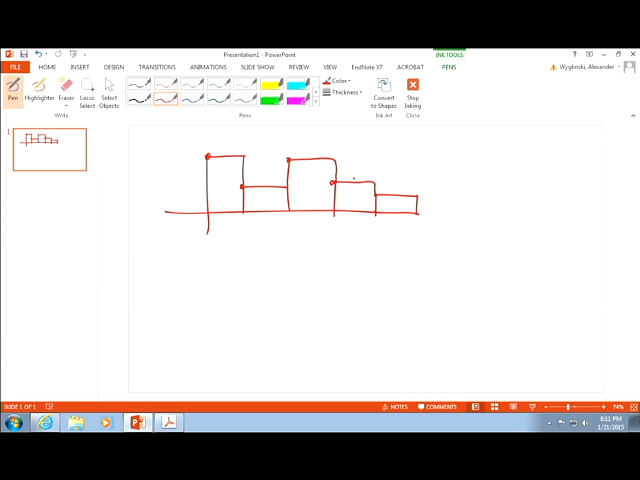 Presentation1 - PowerPoint
INK TOOLS
FILE HOME INSERT DESIGN TRANSITIONS ANIMATIONS SLIDE SHOW REVIEW VIEW EndNote X7 ACROBAT PENS
Wyglinski, Alexander
Pen Highlighter Eraser Lasso Select Objects Select Objects
Color
Thickness
Convert to Shapes
Stop Inking
Write Pens Ink Art Close
1
SLIDE 1 OF 1
NOTES COMMENTS 74%
8:11 PM
1/21/2015